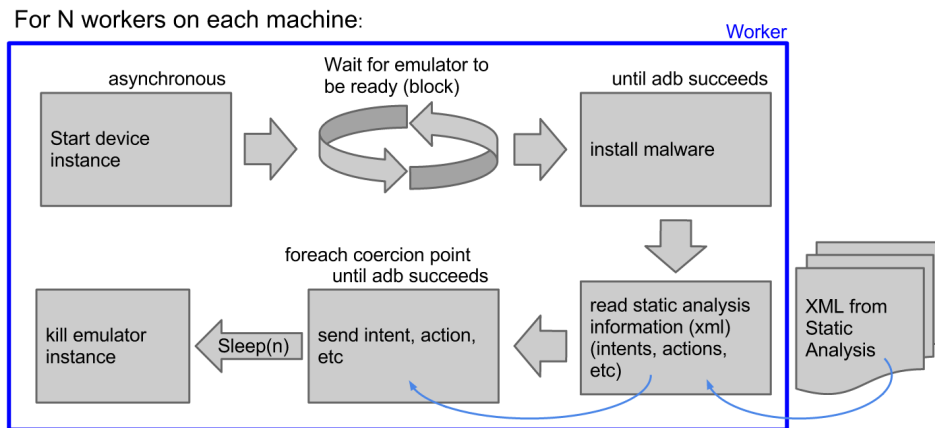 For N workers on each machine:
Worker
asynchronous
Wait for emulator to
be ready (block)
until adb succeeds
Start device
instance
install malware
foreach coercion point
until adb succeeds
kill emulator
instance
Sleep(n)
send intent, action,
etc
read static analysis
information (xml)
(intents, actions,
etc)
XML from
Static
Analysis